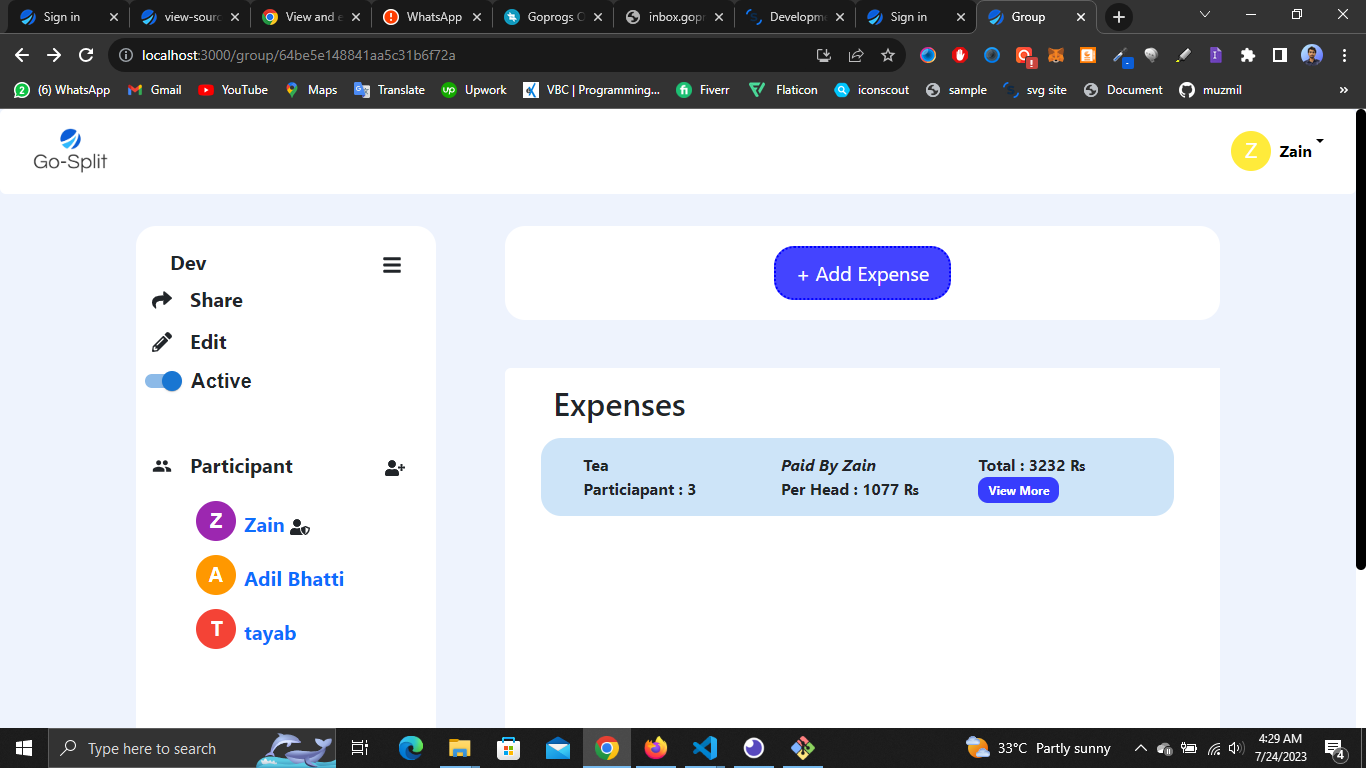 Sign in
view-sourc
View and e
WhatsApp
Goprogs O
inbox.gopr
Developme
Sign in
Group
localhost:3000/group/64be5e148841aa5c31b6f72a
(6) WhatsApp
Gmail
YouTube
Maps
Translate
Upwork
VBC | Programming...
Fiverr
Flaticon
iconscout
sample
svg site
Document
muzmil
»
Go-Split
Z
Zain
Dev
Share
Edit
Active
Participant
Z
Zain
A
Adil Bhatti
T
tayab
+ Add Expense
Expenses
Tea
Paid By Zain
Total : 3232 ₨
Particiapant : 3
Per Head : 1077 ₨
View More
Type here to search
33°C Partly sunny
4:29 AM
7/24/2023
4